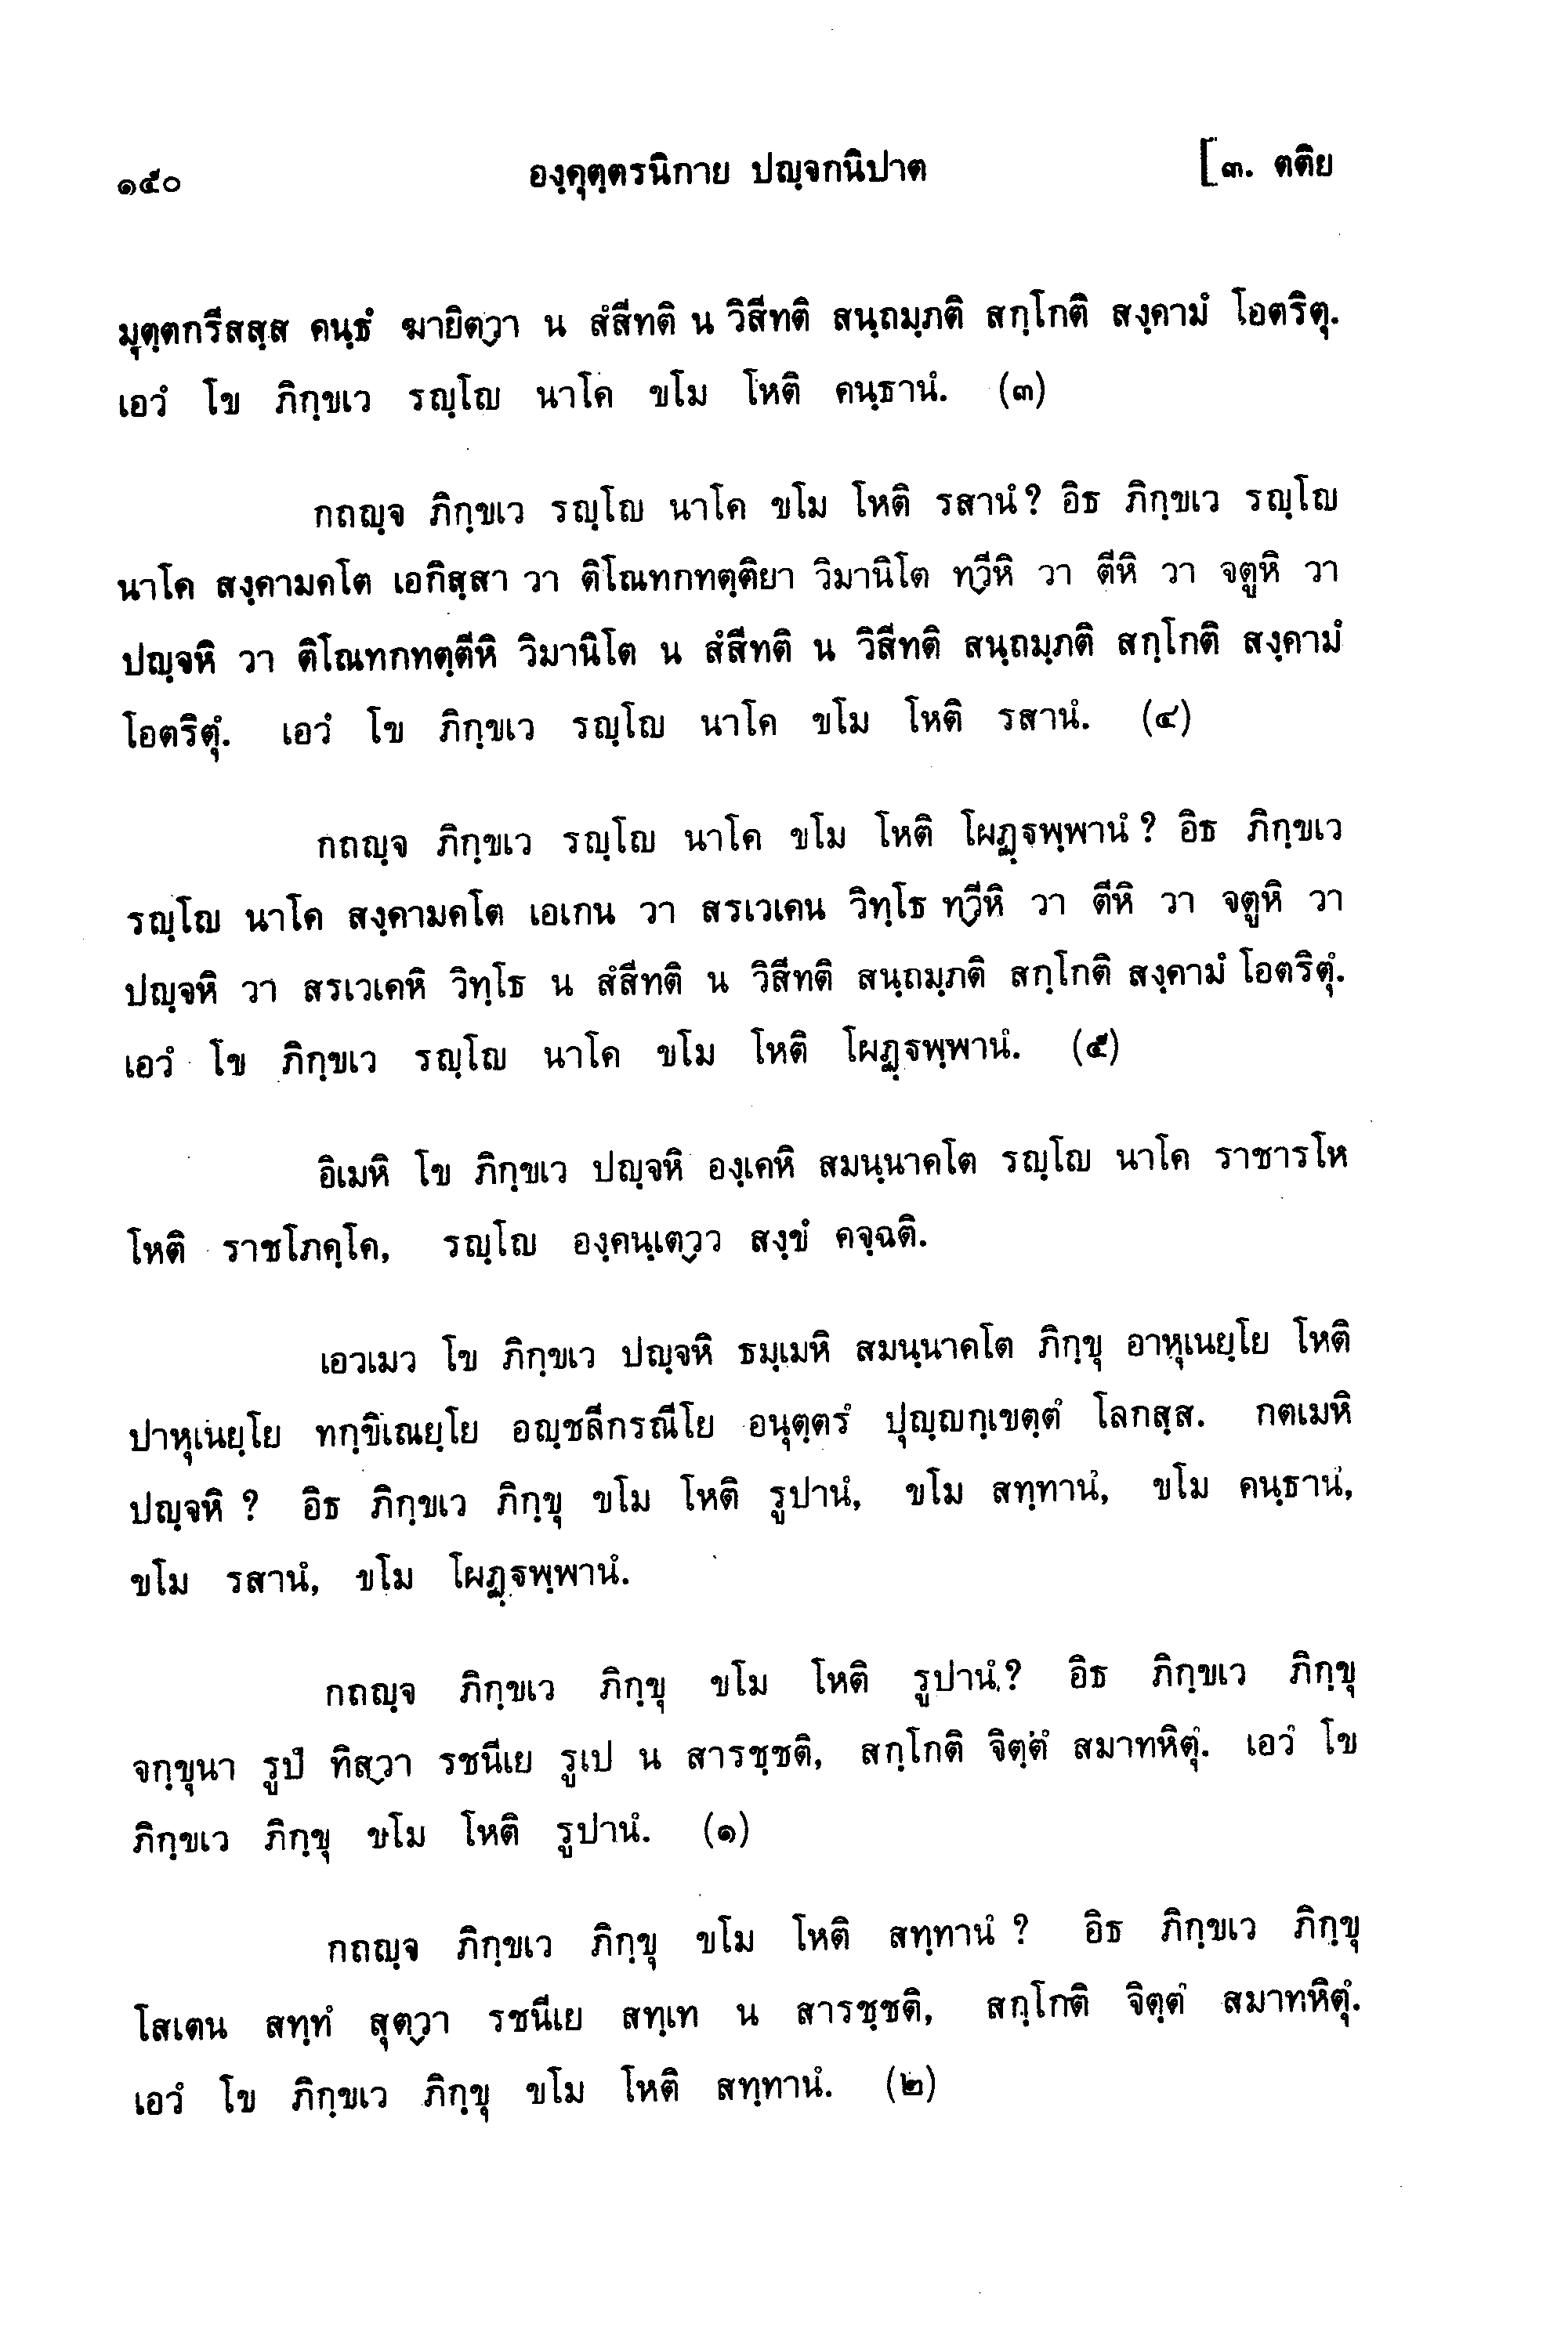 ๑๕๐ องฺคุตฺตรนิกาย ปญฺจกนิปาต [๓. ตติย
มุตฺตกรีสสฺส คนฺธํ ฆายิตฺวา น สํสีทติ น วิสีทติ สนฺถมฺภติ สกฺโกติ สงฺคามํ โอตริตุ.
เอวํ โข ภิกฺขเว รญฺโญ นาโค ขโม โหติ คนฺธานํ. (๓)
กถญฺจ ภิกฺขเว รญฺโญ นาโค ขโม โหติ รสานํ? อิธ ภิกฺขเว รญฺโญ
นาโค สงฺคามคโต เอกิสฺสา วา ติโณทกทตฺติยา วิมานิโต ทฺวีหิ วา ตีหิ วา จตูหิ วา
ปญฺจหิ วา ติโณทกทตฺตีหิ วิมานิโต น สํสีทติ น วิสีทติ สนฺถมฺภติ สกฺโกติ สงฺคามํ
โอตริตุํ. เอวํ โข ภิกฺขเว รญฺโญ นาโค ขโม โหติ รสานํ. (๔)
กถญฺจ ภิกฺขเว รญฺโญ นาโค ขโม โหติ โผฏฺฐพฺพานํ? อิธ ภิกฺขเว
รญฺโญ นาโค สงฺคามคโต เอเกน วา สรเวเคน วิทฺโธ ทฺวีหิ วา ตีหิ วา จตูหิ วา
ปญฺจหิ วา สรเวเคหิ วิทฺโธ น สํสีทติ น วิสีทติ สนฺถมฺภติ สกฺโกติ สงฺคามํ โอตริตุํ.
เอวํ โข ภิกฺขเว รญฺโญ นาโค ขโม โหติ โผฏฺฐพฺพานํ. (๕)
อิเมหิ โข ภิกฺขเว ปญฺจหิ องฺเคหิ สมนฺนาคโต รญฺโญ นาโค ราชารโห
โหติ ราชโภคฺโค, รญฺโญ องฺคนฺเตฺวว สงฺขํ คจฺฉติ.
เอวเมว โข ภิกฺขเว ปญฺจหิ ธมฺเมหิ สมนฺนาคโต ภิกฺขุ อาหุเนยฺโย โหติ
ปาหุเนยฺโย ทกฺขิเณยฺโย อญฺชลีกรณีโย อนุตฺตรํ ปุญฺญกฺเขตฺตํ โลกสฺส. กตเมหิ
ปญฺจหิ ? อิธ ภิกฺขเว ภิกฺขุ ขโม โหติ รูปานํ, ขโม สทฺทานํ, ขโม คนฺธานํ,
ขโม รสานํ, ขโม โผฏฺฐพฺพานํ.
กถญฺจ ภิกฺขเว ภิกฺขุ ขโม โหติ รูปานํ? อิธ ภิกฺขเว ภิกฺขุ
จกฺขุนา รูปํ ทิสฺวา รชนีเย รูเป น สารชฺชติ, สกฺโกติ จิตฺตํ สมาทหิตุํ. เอวํ โข
ภิกฺขเว ภิกฺขุ ขโม โหติ รูปานํ. (๑)
กถญฺจ ภิกฺขเว ภิกฺขุ ขโม โหติ สทฺทานํ ? อิธ ภิกฺขเว ภิกฺขุ
โสเตน สทฺทํ สุตฺวา รชนีเย สทฺเท น สารชฺชติ, สกฺโกติ จิตฺตํ สมาทหิตุํ.
เอวํ โข ภิกฺขเว ภิกฺขุ ขโม โหติ สทฺทานํ. (๒)